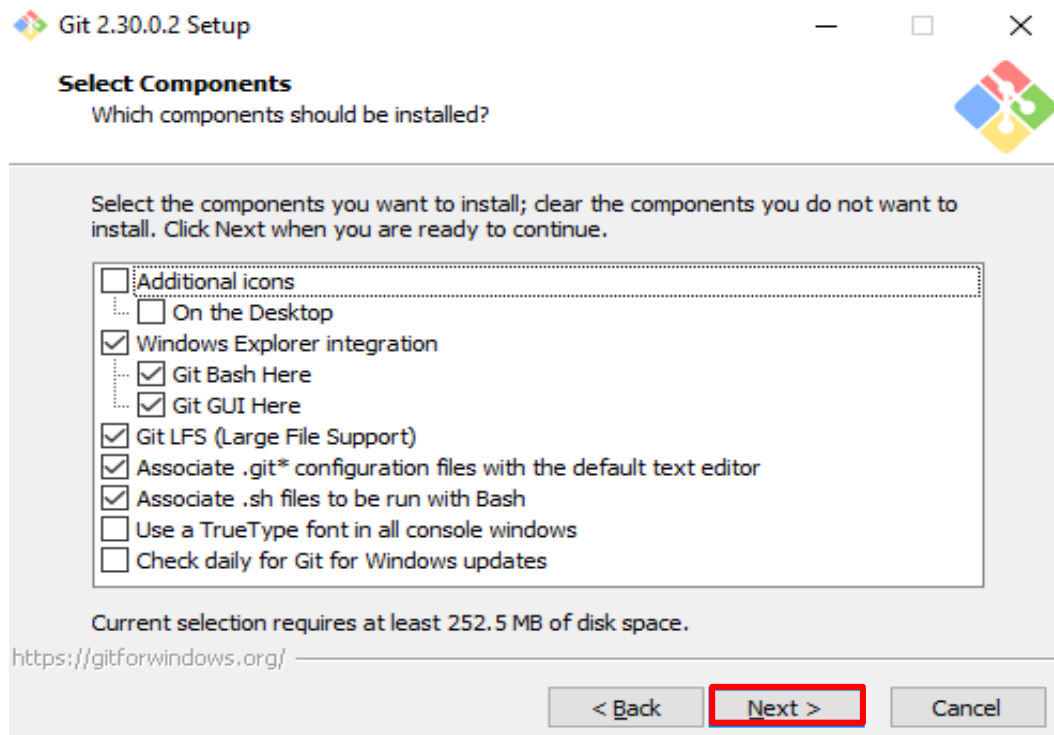 Git 2.30.0.2 Setup
Select Components
Which components should be installed?
Select the components you want to install; clear the components you do not want to
install. Click Next when you are ready to continue.
Additional icons
On the Desktop
Windows Explorer integration
Git Bash Here
Git GUI Here
Git LFS (Large File Support)
Associate .git* configuration files with the default text editor
Associate .sh files to be run with Bash
Use a TrueType font in all console windows
Check daily for Git for Windows updates
Current selection requires at least 252.5 MB of disk space.
https://gitforwindows.org/
< Back
Next >
Cancel